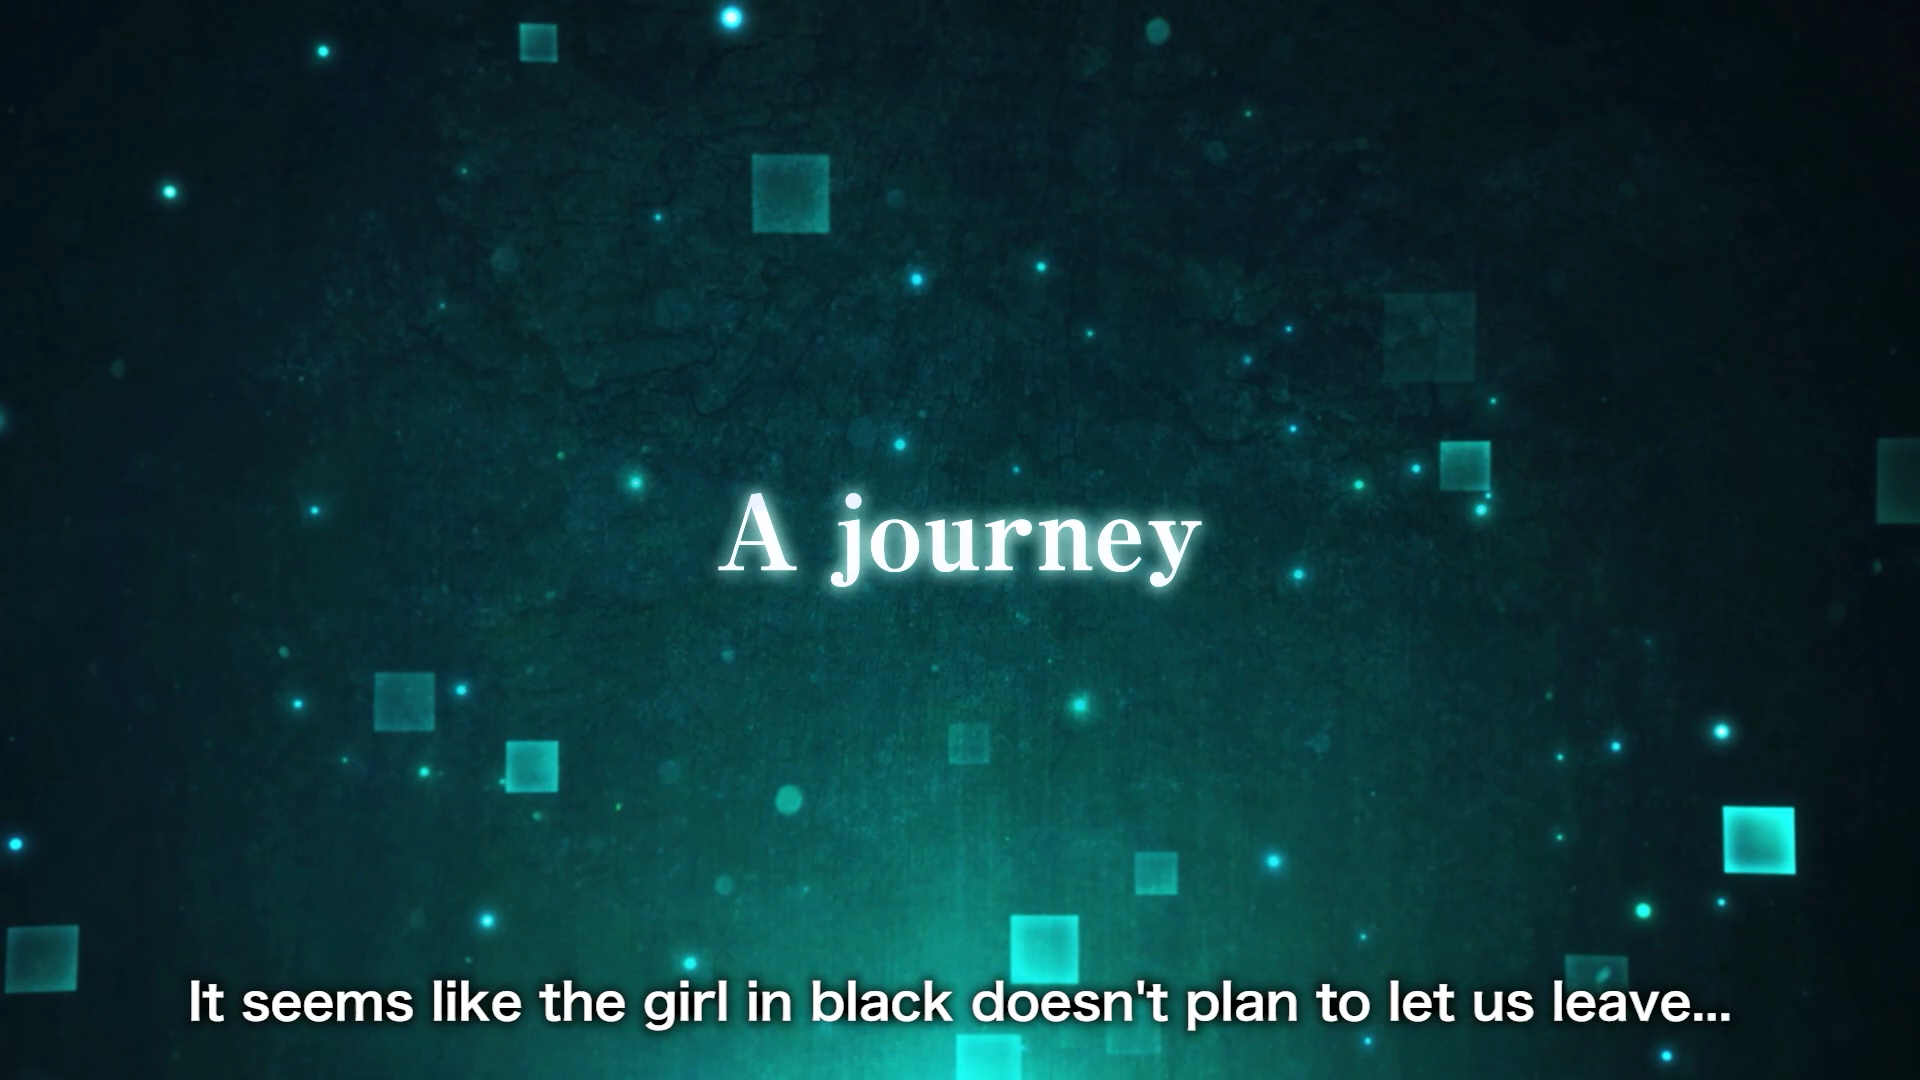 A journey
It seems like the girl in black doesn't plan to let us leave...